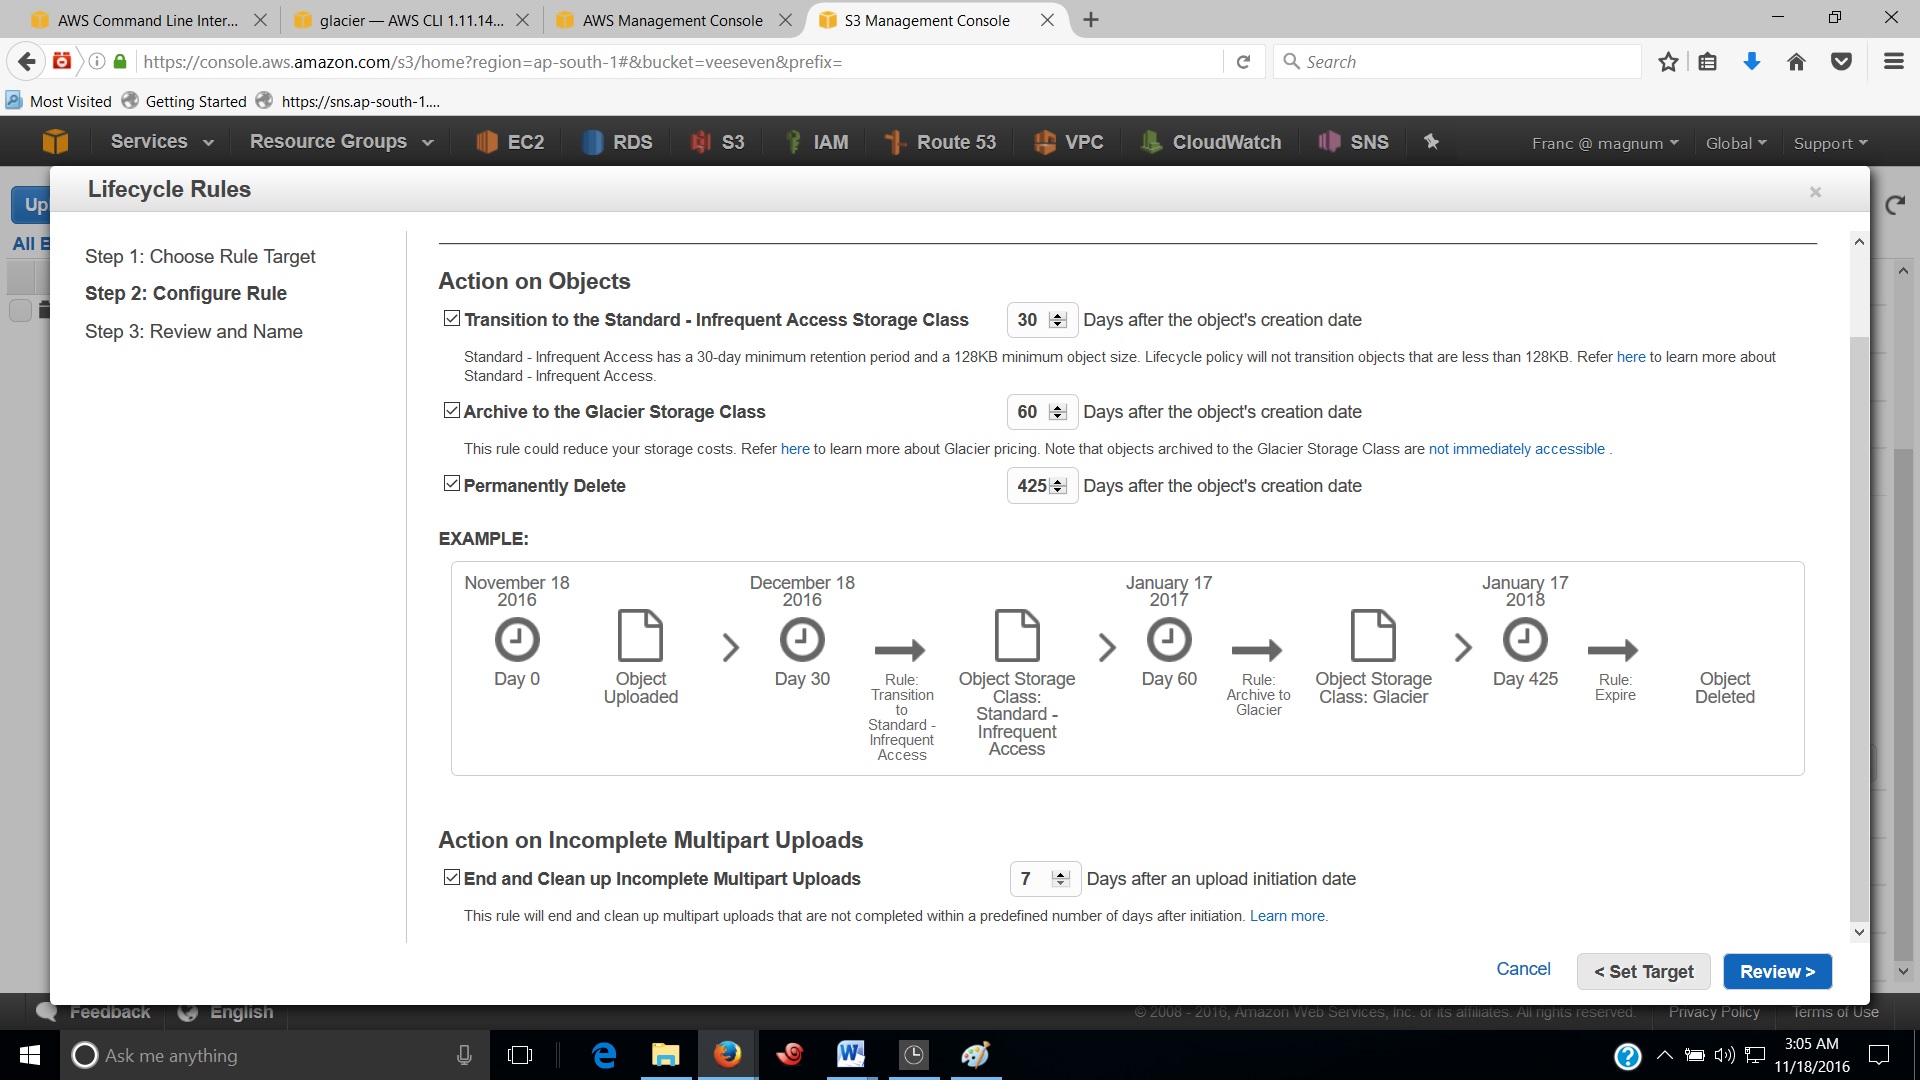 AWS Command Line Inter...
glacier — AWS CLI 1.11.14...
AWS Management Console
S3 Management Console
https://console.aws.amazon.com/s3/home?region=ap-south-1#&bucket=veeseven&prefix=
Search
Most Visited
Getting Started
https://sns.ap-south-1....
Services
Resource Groups
EC2
RDS
S3
IAM
Route 53
VPC
CloudWatch
SNS
Franc @ magnum
Global
Support
Up
All B
Lifecycle Rules
Step 1: Choose Rule Target
Step 2: Configure Rule
Step 3: Review and Name
Action on Objects
Transition to the Standard - Infrequent Access Storage Class 30 Days after the object's creation date
Standard - Infrequent Access has a 30-day minimum retention period and a 128KB minimum object size. Lifecycle policy will not transition objects that are less than 128KB. Refer here to learn more about
Standard - Infrequent Access.
Archive to the Glacier Storage Class 60 Days after the object's creation date
This rule could reduce your storage costs. Refer here to learn more about Glacier pricing. Note that objects archived to the Glacier Storage Class are not immediately accessible .
Permanently Delete 425 Days after the object's creation date
EXAMPLE:
November 18
2016
Day 0
Object
Uploaded
December 18
2016
Day 30
Rule:
Transition
to
Standard -
Infrequent
Access
Object Storage
Class:
Standard -
Infrequent
Access
January 17
2017
Day 60
Rule:
Archive to
Glacier
Object Storage
Class: Glacier
January 17
2018
Day 425
Rule:
Expire
Object
Deleted
Action on Incomplete Multipart Uploads
End and Clean up Incomplete Multipart Uploads 7 Days after an upload initiation date
This rule will end and clean up multipart uploads that are not completed within a predefined number of days after initiation. Learn more.
Cancel
< Set Target
Review >
Feedback
English
© 2008 - 2016, Amazon Web Services, Inc. or its affiliates. All rights reserved.
Privacy Policy
Terms of Use
Ask me anything
3:05 AM
11/18/2016